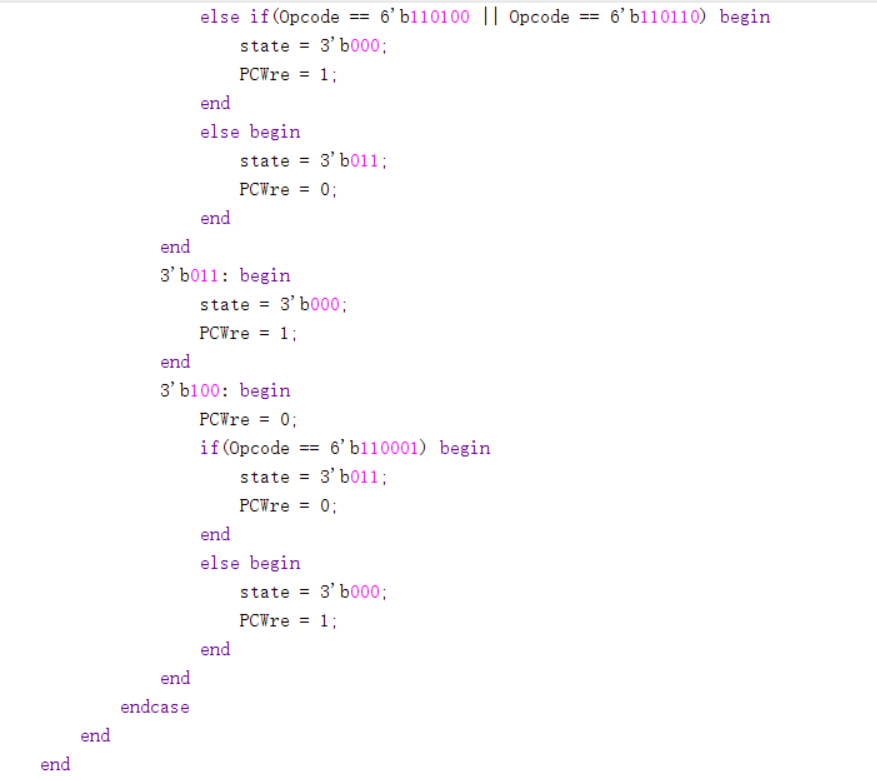 else if(Opcode == 6'b110100 || Opcode == 6'b110110) begin
state = 3'b000;
PCWre = 1;
end
else begin
state = 3'b011;
PCWre = 0;
end
end
3'b011: begin
state = 3'b000;
PCWre = 1;
end
3'b100: begin
PCWre = 0;
if(Opcode == 6'b110001) begin
state = 3'b011;
PCWre = 0;
end
else begin
state = 3'b000;
PCWre = 1;
end
end
endcase
end
end